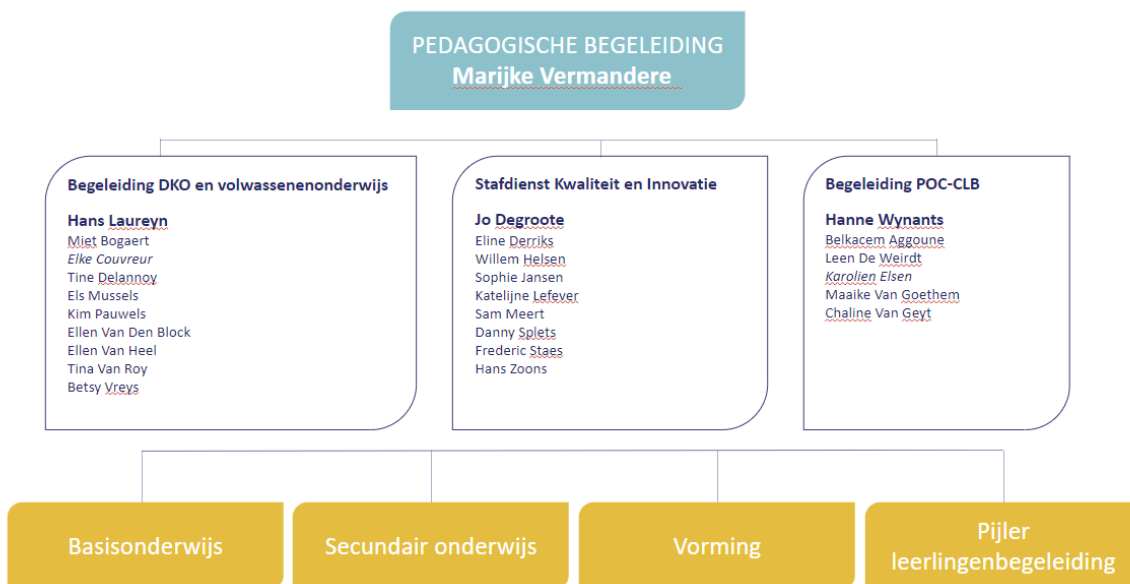 PEDAGOGISCHE BEGELEIDING
Marijke Vermandere
Begeleiding DKO en volwassenenonderwijs
Hans Laureyn
Miet Bogaert
Elke Couvreur
Tine Delannoy
Els Mussels
Kim Pauwels
Ellen Van Den Block
Ellen Van Heel
Tina Van Roy
Betsy Vreys
Stafdienst Kwaliteit en Innovatie
Jo Degroote
Eline Derriks
Willem Helsen
Sophie Jansen
Katelijne Lefever
Sam Meert
Danny Splets
Frederic Staes
Hans Zoons
Begeleiding POC-CLB
Hanne Wynants
Belkacem Aggoune
Leen De Weirdt
Karolien Elsen
Maaike Van Goethem
Chaline Van Geyt
Basisonderwijs
Secundair onderwijs
Vorming
Pijler
leerlingenbegeleiding